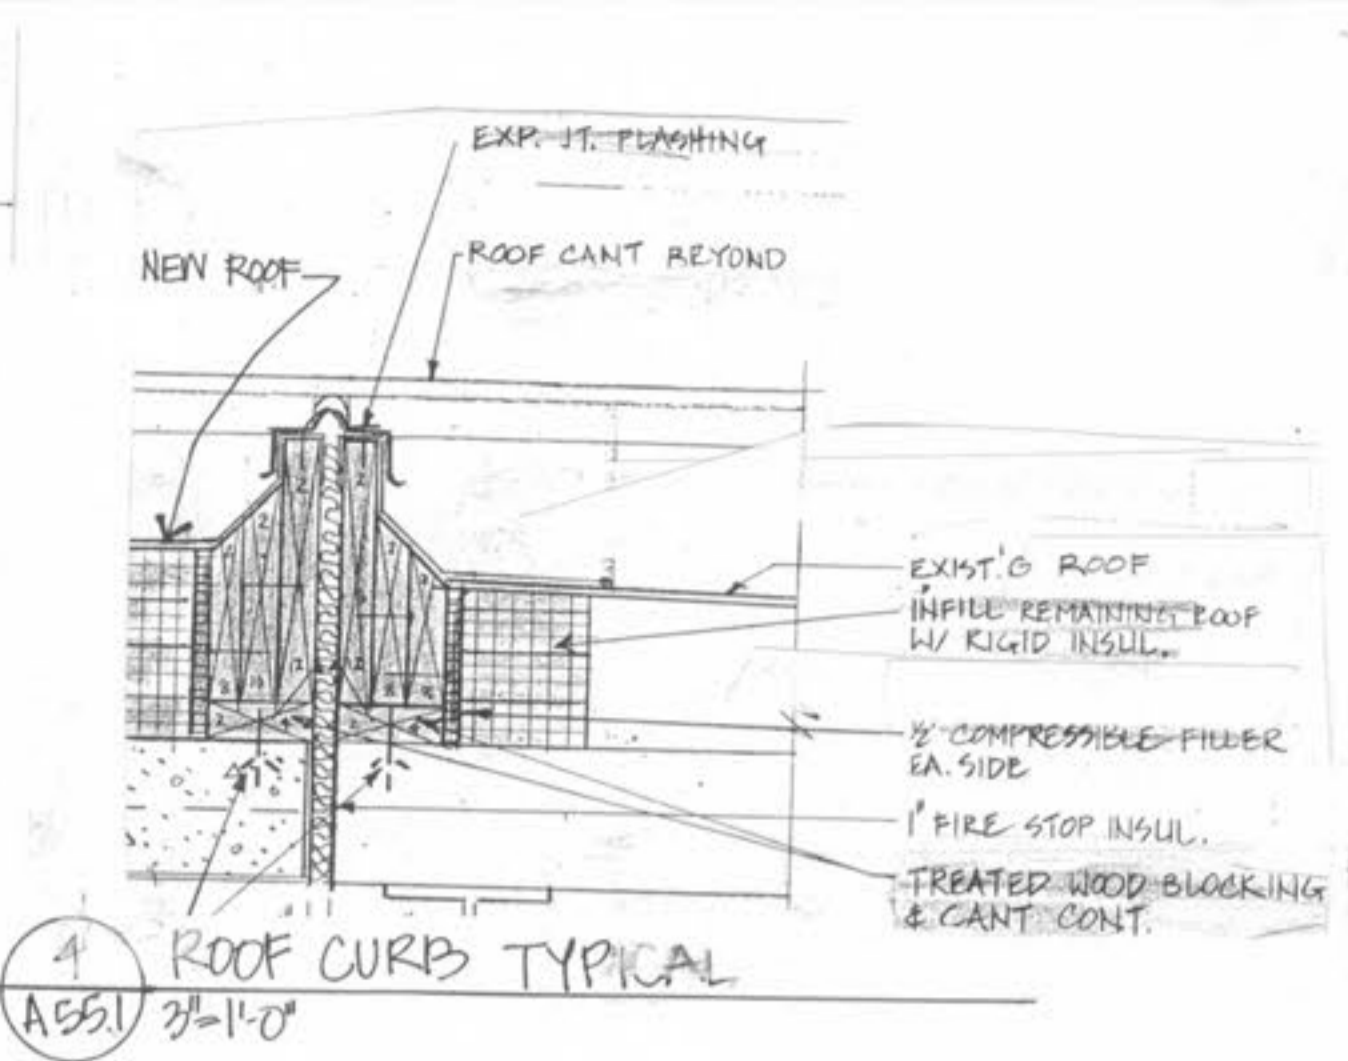 EXP. JT. FLASHING
ROOF CANT BEYOND
NEW ROOF
EXIST.'G ROOF
INFILL REMAINING ROOF
W/ RIGID INSUL.
½" COMPRESSIBLE FILLER
EA. SIDE
1" FIRE STOP INSUL.
TREATED WOOD BLOCKING
& CANT CONT.
4
A55.1
ROOF CURB TYPICAL
3"=1'-0"